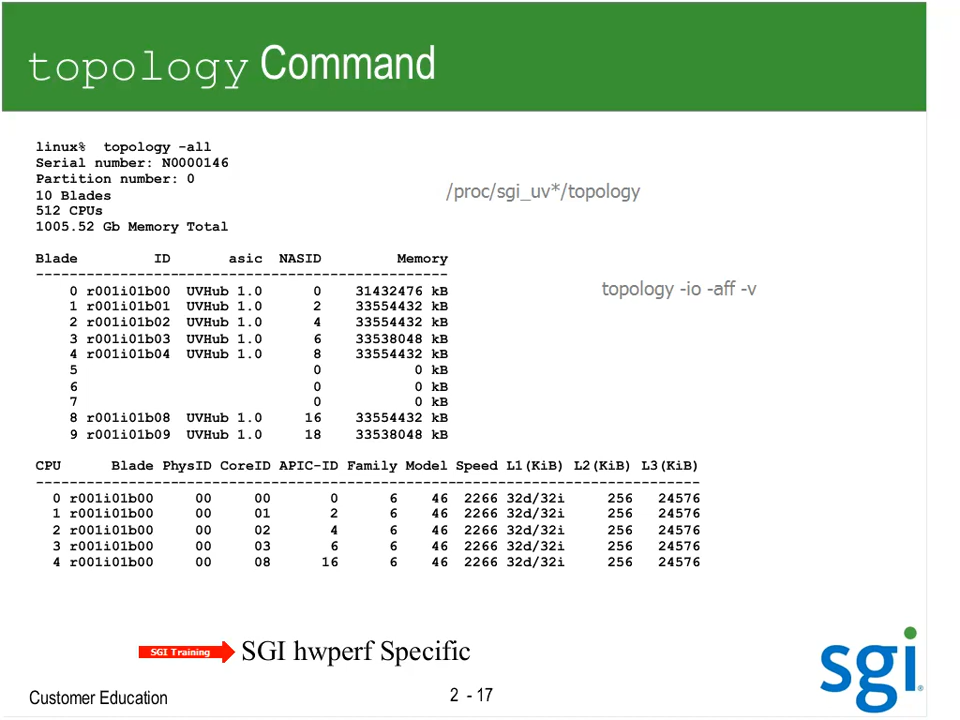 topology Command
linux%  topology -all
Serial number: N0000146
Partition number: 0
10 Blades
512 CPUs
1005.52 Gb Memory Total
/proc/sgi_uv*/topology
Blade         ID       asic  NASID         Memory
-------------------------------------------------
    0 r001i01b00  UVHub 1.0      0    31432476 kB
    1 r001i01b01  UVHub 1.0      2    33554432 kB
    2 r001i01b02  UVHub 1.0      4    33554432 kB
    3 r001i01b03  UVHub 1.0      6    33538048 kB
    4 r001i01b04  UVHub 1.0      8    33554432 kB
    5                            0           0 kB
    6                            0           0 kB
    7                            0           0 kB
    8 r001i01b08  UVHub 1.0     16    33554432 kB
    9 r001i01b09  UVHub 1.0     18    33538048 kB
topology -io -aff -v
CPU      Blade PhysID CoreID APIC-ID Family Model Speed L1(KiB) L2(KiB) L3(KiB)
-------------------------------------------------------------------------------
  0 r001i01b00     00     00       0      6    46  2266 32d/32i     256   24576
  1 r001i01b00     00     01       2      6    46  2266 32d/32i     256   24576
  2 r001i01b00     00     02       4      6    46  2266 32d/32i     256   24576
  3 r001i01b00     00     03       6      6    46  2266 32d/32i     256   24576
  4 r001i01b00     00     08      16      6    46  2266 32d/32i     256   24576
SGI Training SGI hwperf Specific
sgi®
Customer Education
2 - 17